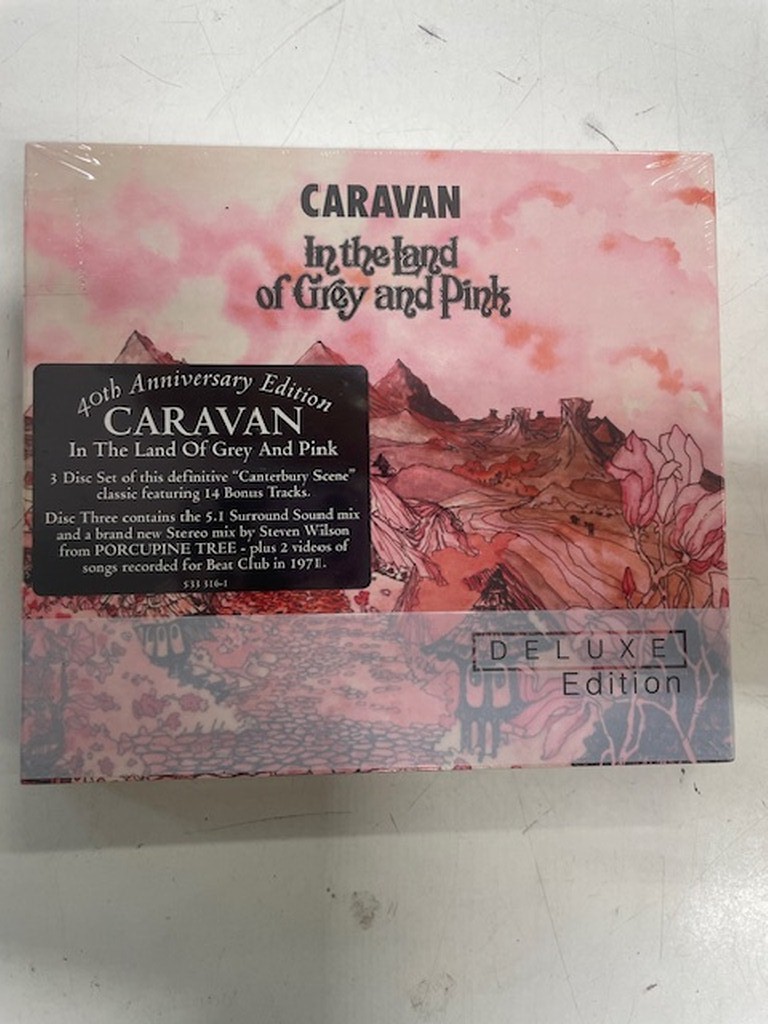 CARAVAN
In the Land
of Grey and Pink
40th Anniversary Edition
CARAVAN
In The Land Of Grey And Pink
3 Disc Set of this definitive "Canterbury Scene"
classic featuring 14 Bonus Tracks.
Disc Three contains the 5.1 Surround Sound mix
and a brand new Stereo mix by Steven Wilson
from PORCUPINE TREE - plus 2 videos of
songs recorded for Beat Club in 1971.
533 316-1
DELUXE
Edition